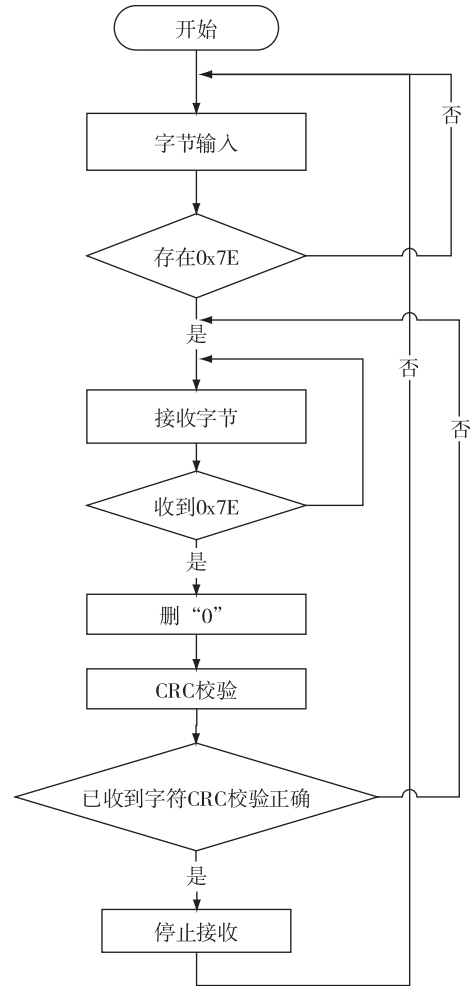 开始
否
字节输入
存在0x7E
是
否
接收字节
否
收到0x7E
是
删“0”
CRC校验
已收到字符CRC校验正确
是
停止接收